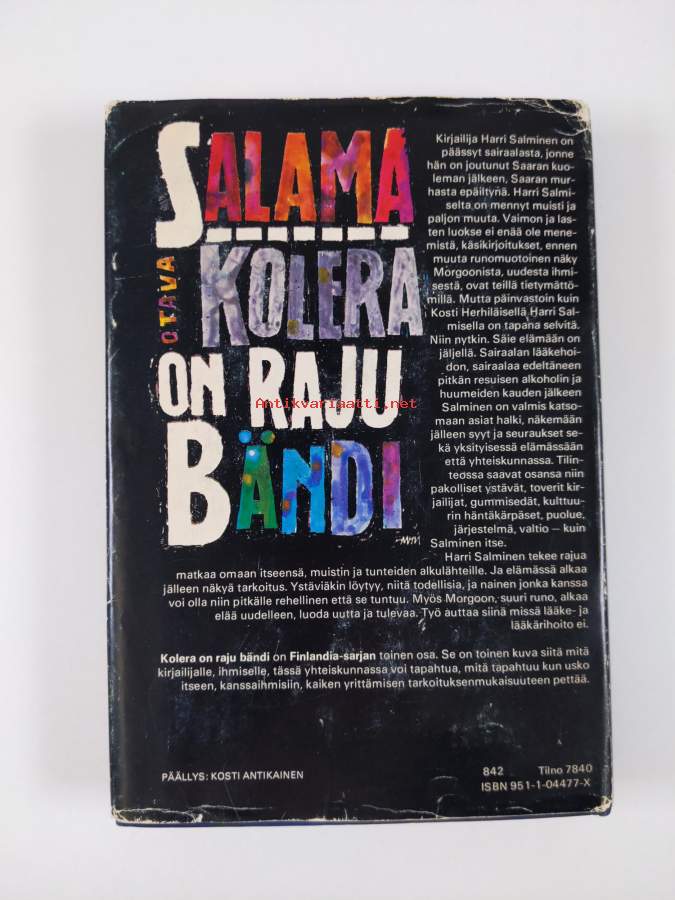 SALAMA
KOLERA
ON RAJU
BÄNDI
OTAVA
Kirjailija Harri Salminen on
päässyt sairaalasta, jonne
hän on joutunut Saaran kuo-
leman jälkeen, Saaran mur-
hasta epäiltynä. Harri Salmi-
selta on mennyt muisti ja
paljon muuta. Vaimon ja las-
ten luokse ei enää ole mene-
mistä, käsikirjoitukset, ennen
muuta runomuotoinen näky
Morgoonista, uudesta ihmi-
sestä, ovat teillä tietymättö-
millä. Mutta päinvastoin kuin
Kosti Herhiläisellä Harri Sal-
misella on tapana selvitä.
Niin nytkin. Säie elämään on
jäljellä. Sairaalan lääkehoi-
don, sairaalaa edeltäneen
pitkän resuisen alkoholin ja
huumeiden kauden jälkeen
Salminen on valmis katso-
maan asiat halki, näkemään
jälleen syyt ja seuraukset se-
kä yksityisessä elämässään
että yhteiskunnassa. Tilin-
teossa saavat osansa niin
pakolliset ystävät, toverit kir-
jailijat, gummisedät, kulttuu-
rin häntäkärpäset, puolue,
järjestelmä, valtio – kuin
Salminen itse.
Harri Salminen tekee rajua
matkaa omaan itseensä, muistin ja tunteiden alkulähteille. Ja elämässä alkaa
jälleen näkyä tarkoitus. Ystäviäkin löytyy, niitä todellisia, ja nainen jonka kanssa
voi olla niin pitkälle rehellinen että se tuntuu. Myös Morgoon, suuri runo, alkaa
elää uudelleen, luoda uutta ja tulevaa. Työ auttaa siinä missä lääke- ja
lääkärihoito ei.
Kolera on raju bändi on Finlandia-sarjan toinen osa. Se on toinen kuva siitä mitä
kirjailijalle, ihmiselle, tässä yhteiskunnassa voi tapahtua, mitä tapahtuu kun usko
itseen, kanssaihmisiin, kaiken yrittämisen tarkoituksenmukaisuuteen pettää.
PÄÄLLYS: KOSTI ANTIKAINEN
842 Tilno 7840
ISBN 951-1-04477-X
Antikvariaatti.net